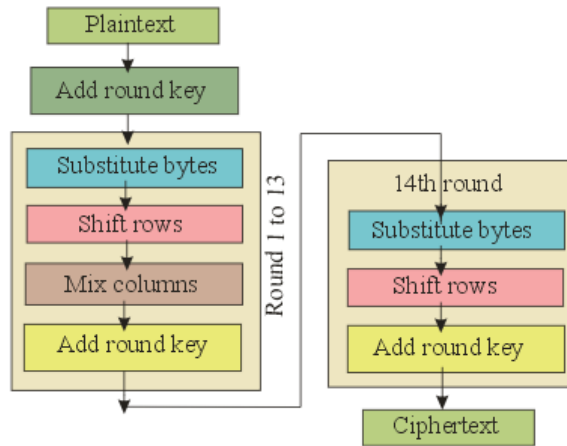 Plaintext
Add round key
Substitute bytes
Shift rows
Mix columns
Add round key
Round 1 to 13
14th round
Substitute bytes
Shift rows
Add round key
Ciphertext